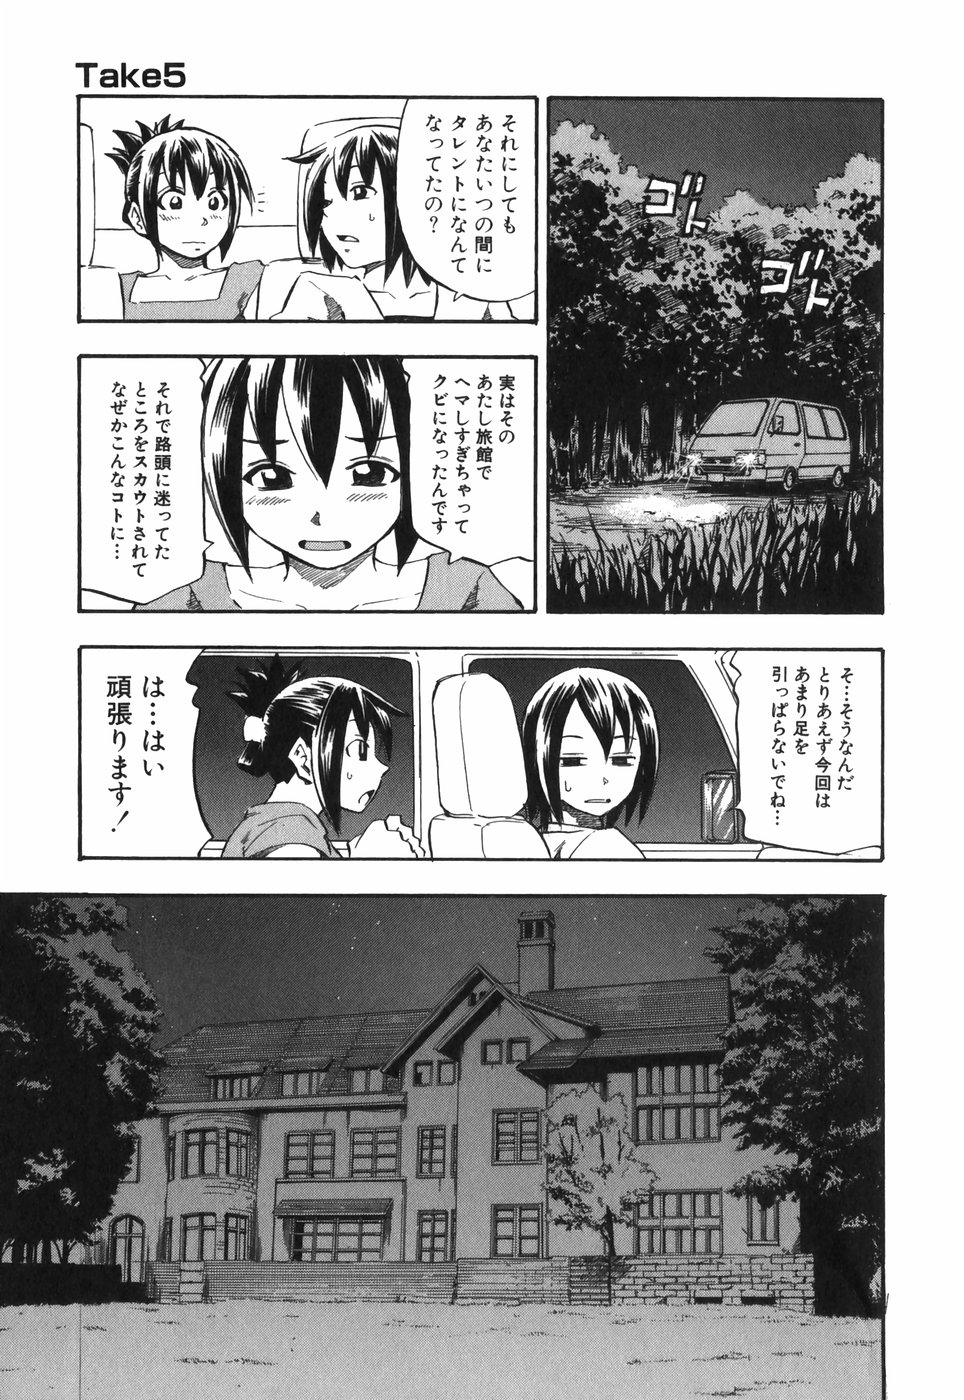 Take5
ゴト
ゴト
それにしても
あなたいつの間に
タレントになんて
なってたの？
実はその
あたし旅館で
ヘマしすぎちゃって
クビになったんです
それで路頭に迷ってた
ところをスカウトされて
なぜかこんなコトに…
そ…そうなんだ
とりあえず今回は
あまり足を
引っぱらないでね…
は…はい
頑張ります！